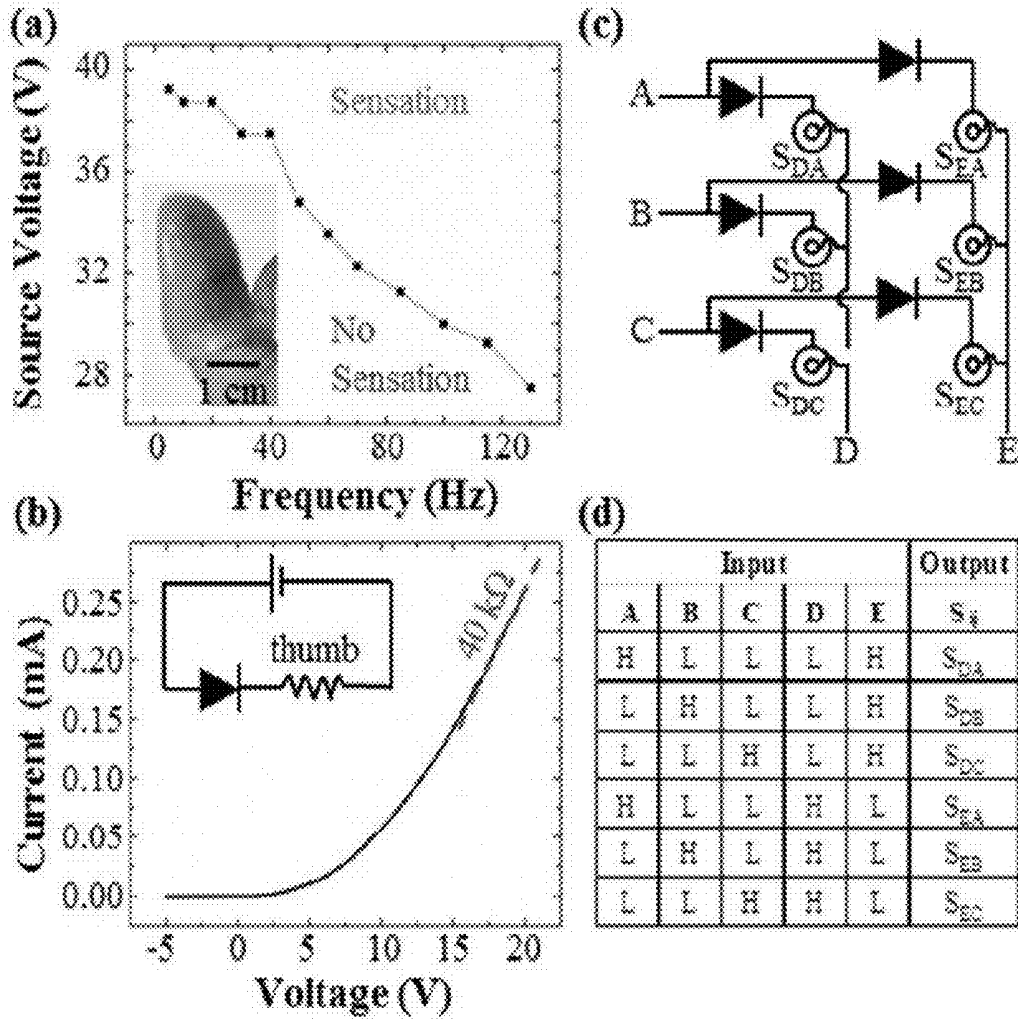 (a)
Source Voltage (V)
40
36
32
28
Sensation
No
Sensation
1 cm
0
40
80
120
Frequency (Hz)
(b)
Current (mA)
0.25
0.20
0.15
0.10
0.05
0.00
thumb
40 kΩ
-5
0
5
10
15
20
Voltage (V)
(c)
A
S_DA
S_EA
B
S_DB
S_EB
C
S_DC
S_EC
D
E
(d)
Input Output
A B C D E
H L L L H S_DA
L H L L H S_DB
L L H L H S_DC
H L L H L S_EA
L H L H L S_EB
L L H H L S_EC